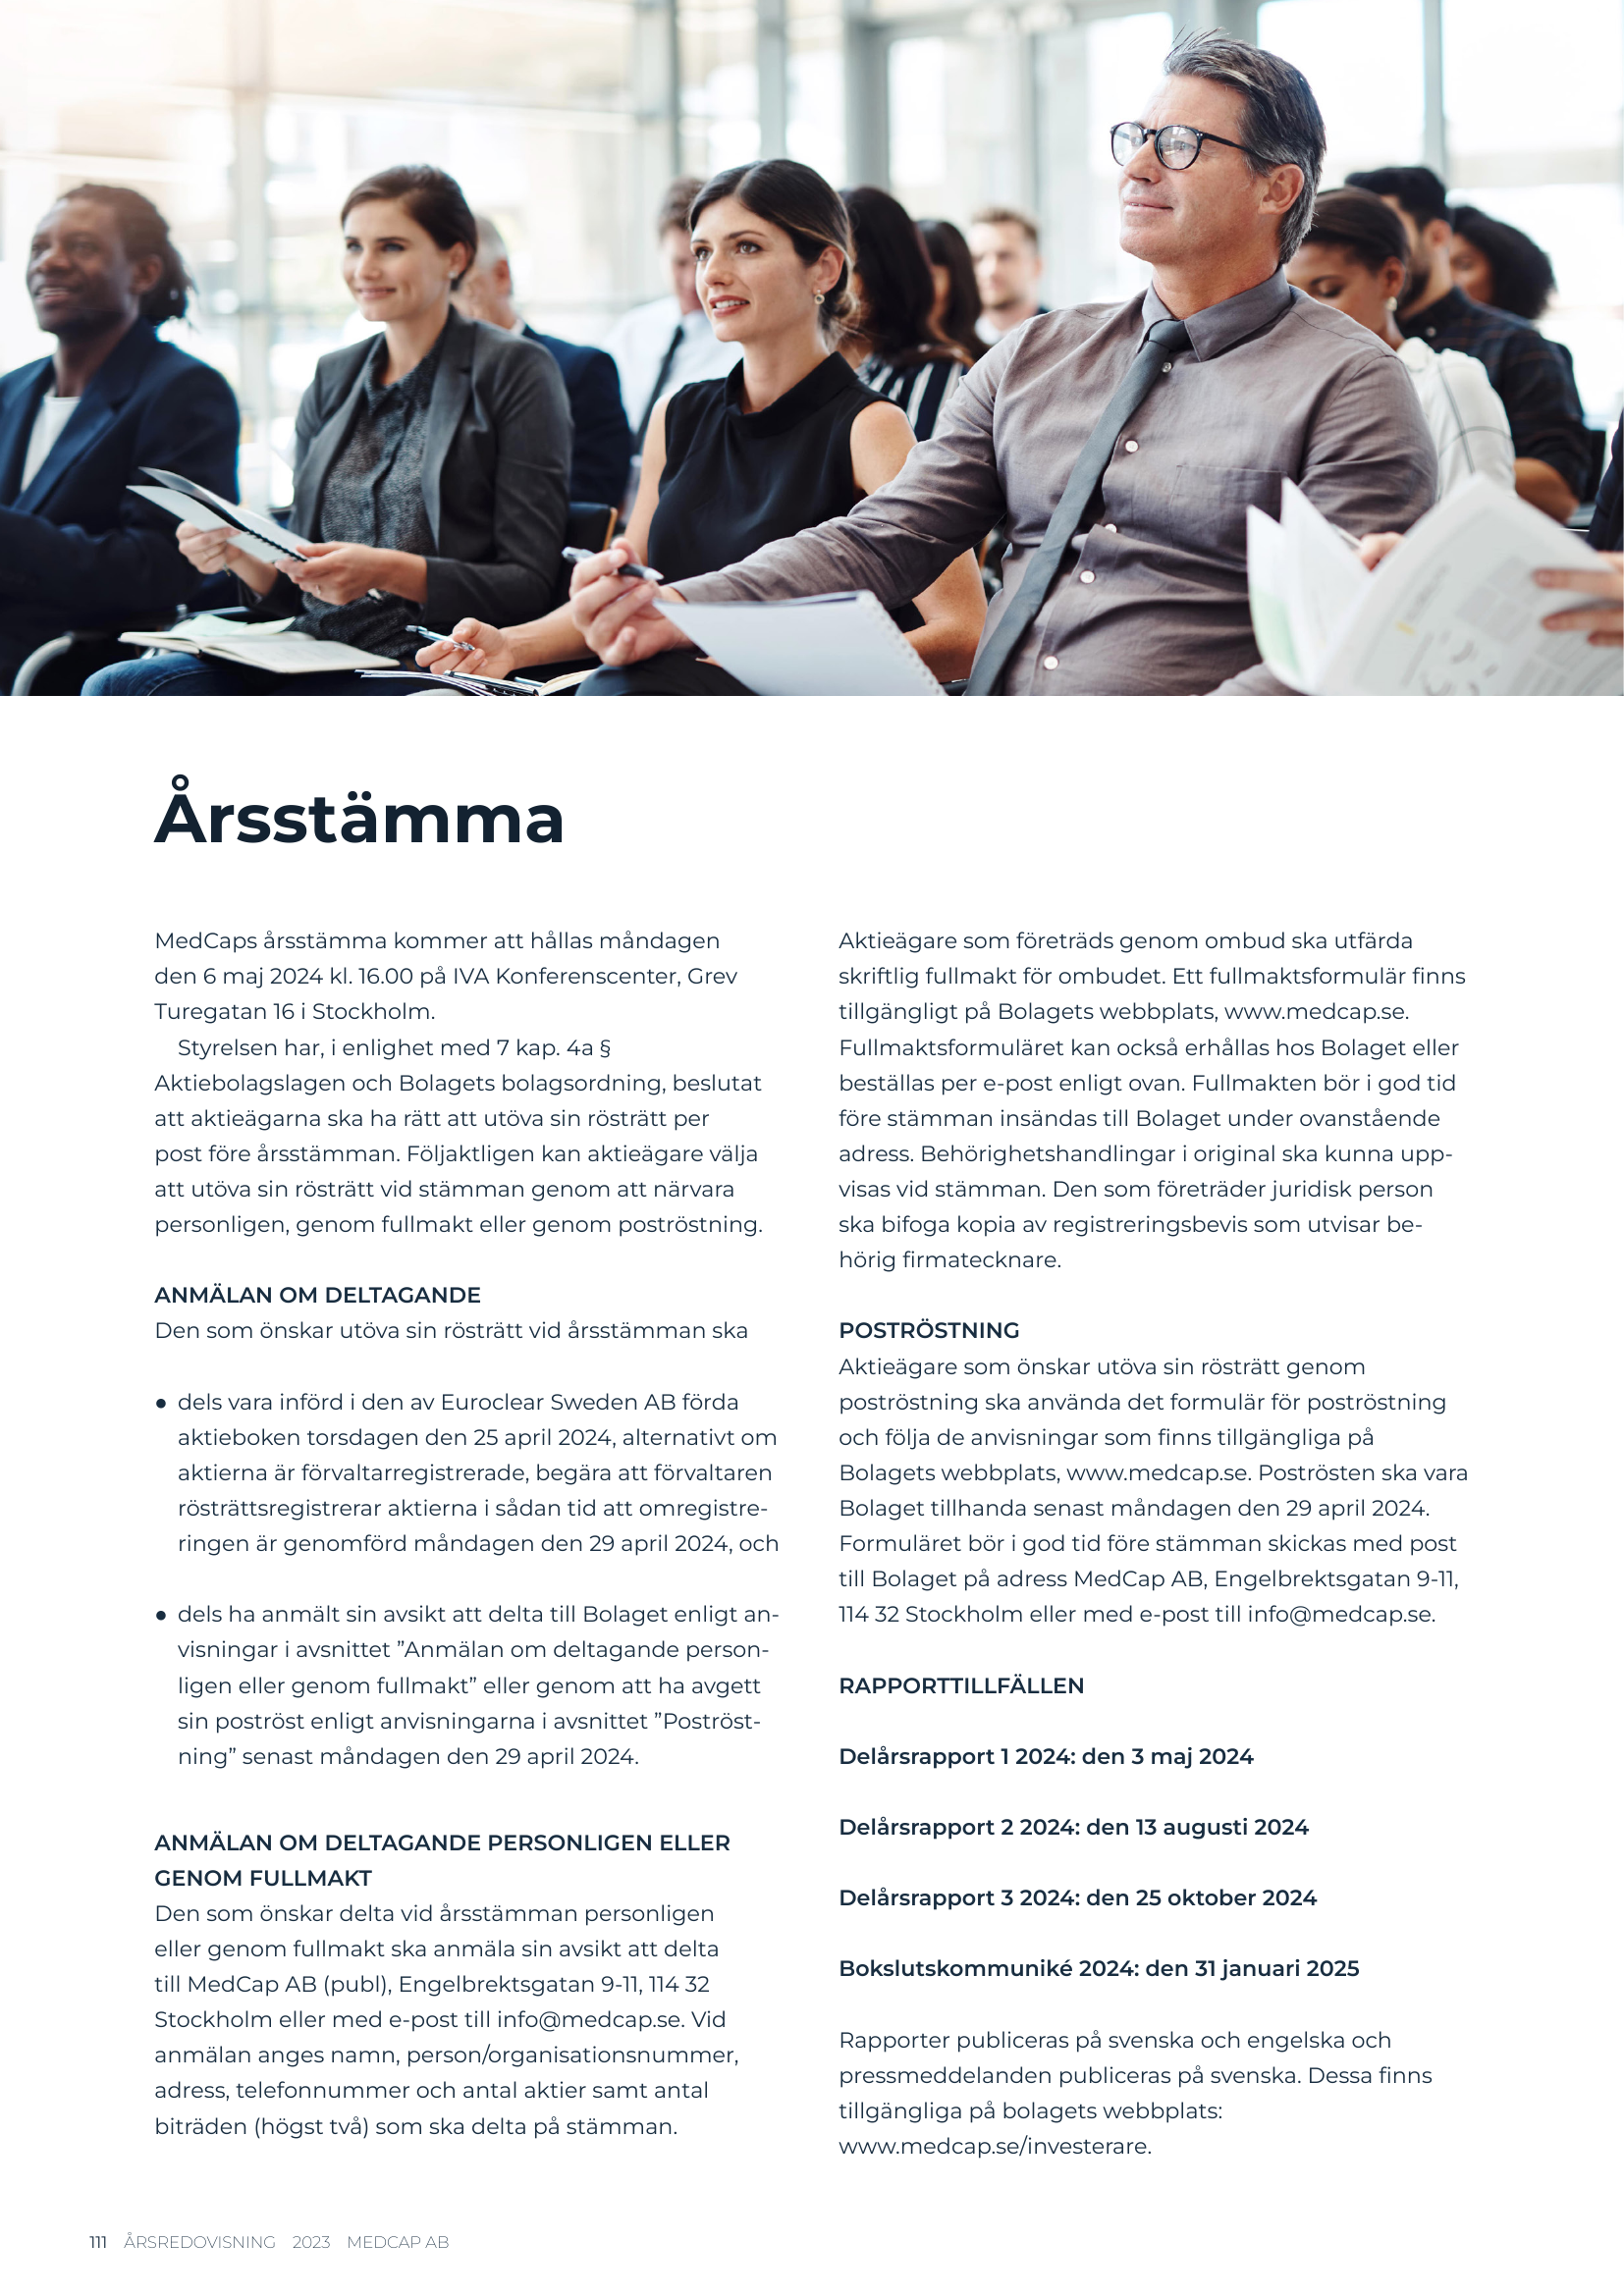 Årsstämma
MedCaps årsstämma kommer att hållas måndagen
den 6 maj 2024 kl. 16.00 på IVA Konferenscenter, Grev
Turegatan 16 i Stockholm.
Styrelsen har, i enlighet med 7 kap. 4a §
Aktiebolagslagen och Bolagets bolagsordning, beslutat
att aktieägarna ska ha rätt att utöva sin rösträtt per
post före årsstämman. Följaktligen kan aktieägare välja
att utöva sin rösträtt vid stämman genom att närvara
personligen, genom fullmakt eller genom poströstning.
ANMÄLAN OM DELTAGANDE
Den som önskar utöva sin rösträtt vid årsstämman ska
● dels vara införd i den av Euroclear Sweden AB förda
aktieboken torsdagen den 25 april 2024, alternativt om
aktierna är förvaltarregistrerade, begära att förvaltaren
rösträttsregistrerar aktierna i sådan tid att omregistre-
ringen är genomförd måndagen den 29 april 2024, och
● dels ha anmält sin avsikt att delta till Bolaget enligt an-
visningar i avsnittet ”Anmälan om deltagande person-
ligen eller genom fullmakt” eller genom att ha avgett
sin poströst enligt anvisningarna i avsnittet ”Poströst-
ning” senast måndagen den 29 april 2024.
ANMÄLAN OM DELTAGANDE PERSONLIGEN ELLER
GENOM FULLMAKT
Den som önskar delta vid årsstämman personligen
eller genom fullmakt ska anmäla sin avsikt att delta
till MedCap AB (publ), Engelbrektsgatan 9-11, 114 32
Stockholm eller med e-post till info@medcap.se. Vid
anmälan anges namn, person/organisationsnummer,
adress, telefonnummer och antal aktier samt antal
biträden (högst två) som ska delta på stämman.
Aktieägare som företräds genom ombud ska utfärda
skriftlig fullmakt för ombudet. Ett fullmaktsformulär finns
tillgängligt på Bolagets webbplats, www.medcap.se.
Fullmaktsformuläret kan också erhållas hos Bolaget eller
beställas per e-post enligt ovan. Fullmakten bör i god tid
före stämman insändas till Bolaget under ovanstående
adress. Behörighetshandlingar i original ska kunna upp-
visas vid stämman. Den som företräder juridisk person
ska bifoga kopia av registreringsbevis som utvisar be-
hörig firmatecknare.
POSTRÖSTNING
Aktieägare som önskar utöva sin rösträtt genom
poströstning ska använda det formulär för poströstning
och följa de anvisningar som finns tillgängliga på
Bolagets webbplats, www.medcap.se. Poströsten ska vara
Bolaget tillhanda senast måndagen den 29 april 2024.
Formuläret bör i god tid före stämman skickas med post
till Bolaget på adress MedCap AB, Engelbrektsgatan 9-11,
114 32 Stockholm eller med e-post till info@medcap.se.
RAPPORTTILLFÄLLEN
Delårsrapport 1 2024: den 3 maj 2024
Delårsrapport 2 2024: den 13 augusti 2024
Delårsrapport 3 2024: den 25 oktober 2024
Bokslutskommuniké 2024: den 31 januari 2025
Rapporter publiceras på svenska och engelska och
pressmeddelanden publiceras på svenska. Dessa finns
tillgängliga på bolagets webbplats:
www.medcap.se/investerare.
111 ÅRSREDOVISNING 2023 MEDCAP AB